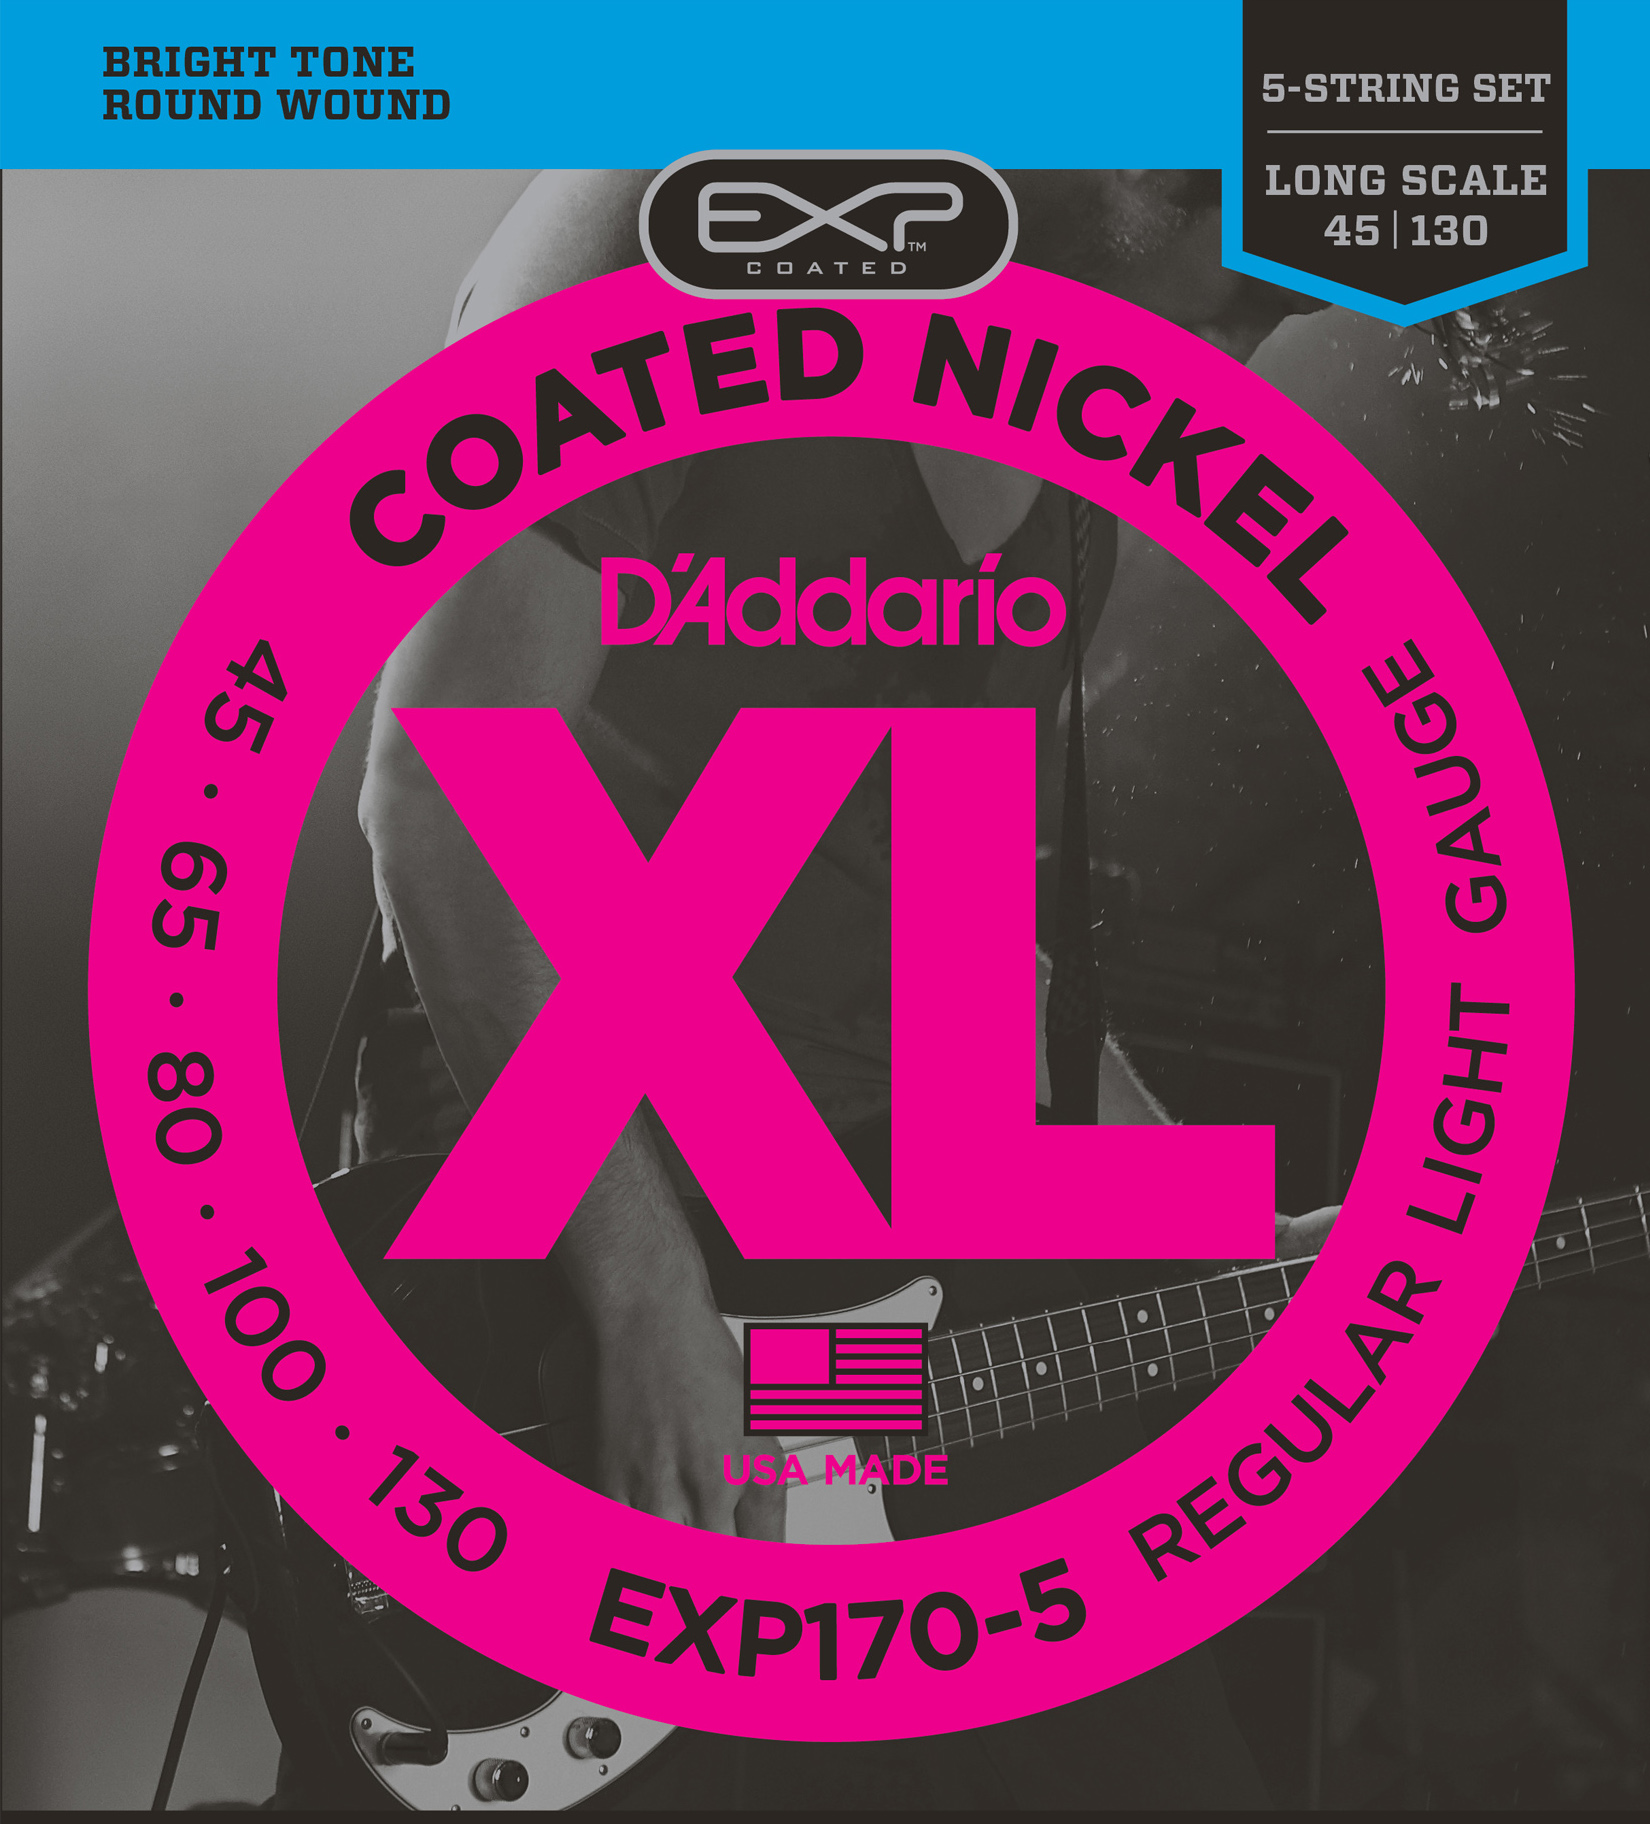 BRIGHT TONE
ROUND WOUND
5-STRING SET
LONG SCALE
45 | 130
EXP™
COATED
COATED NICKEL
D'Addario
XL
45 · 65 · 80 · 100 · 130
REGULAR LIGHT GAUGE
USA MADE
EXP170-5